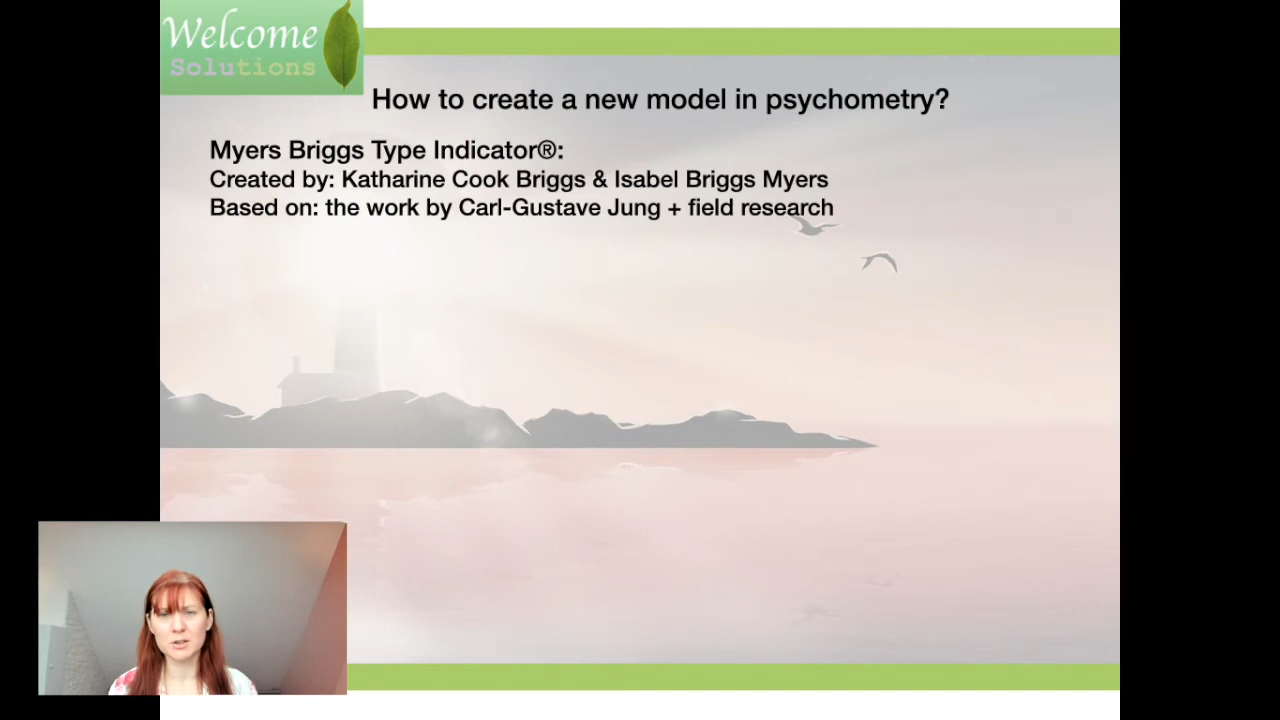 Welcome
Solutions
How to create a new model in psychometry?
Myers Briggs Type Indicator®:
Created by: Katharine Cook Briggs & Isabel Briggs Myers
Based on: the work by Carl-Gustave Jung + field research